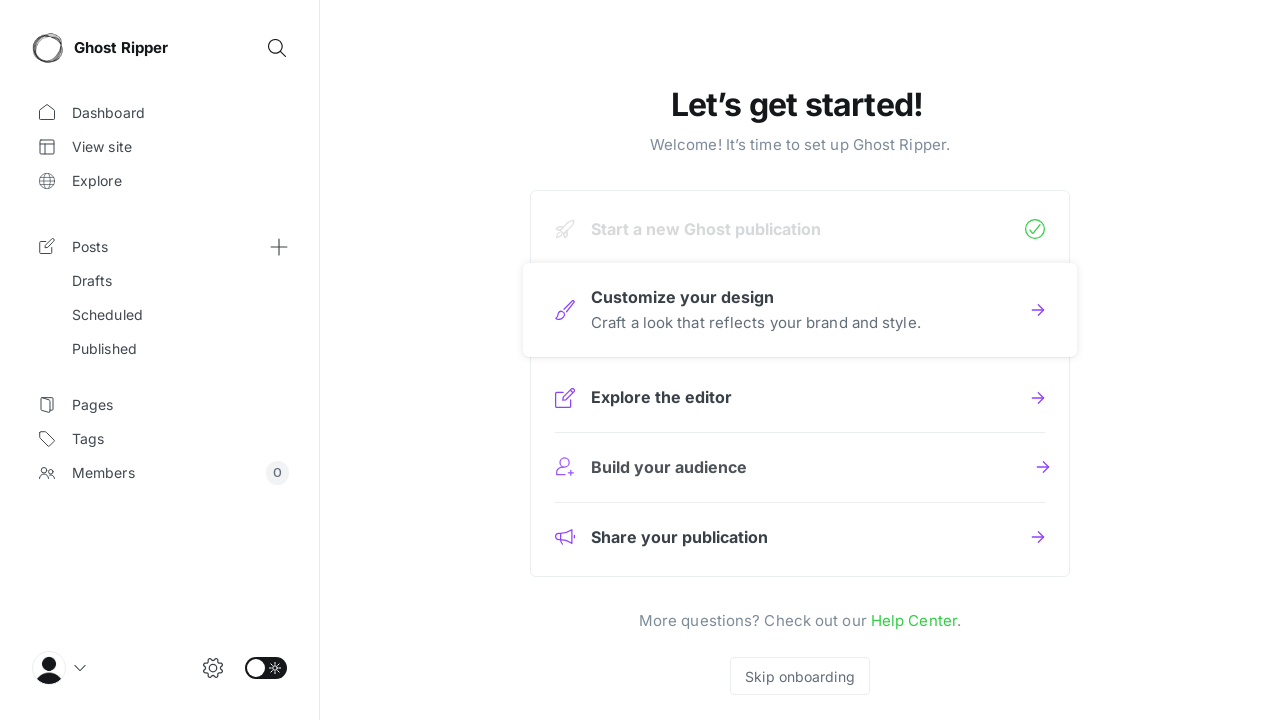 Ghost Ripper
Dashboard
View site
Explore
Posts
Drafts
Scheduled
Published
Pages
Tags
Members
0
Let’s get started!
Welcome! It’s time to set up Ghost Ripper.
Start a new Ghost publication
Customize your design
Craft a look that reflects your brand and style.
Explore the editor
Build your audience
Share your publication
More questions? Check out our Help Center.
Skip onboarding